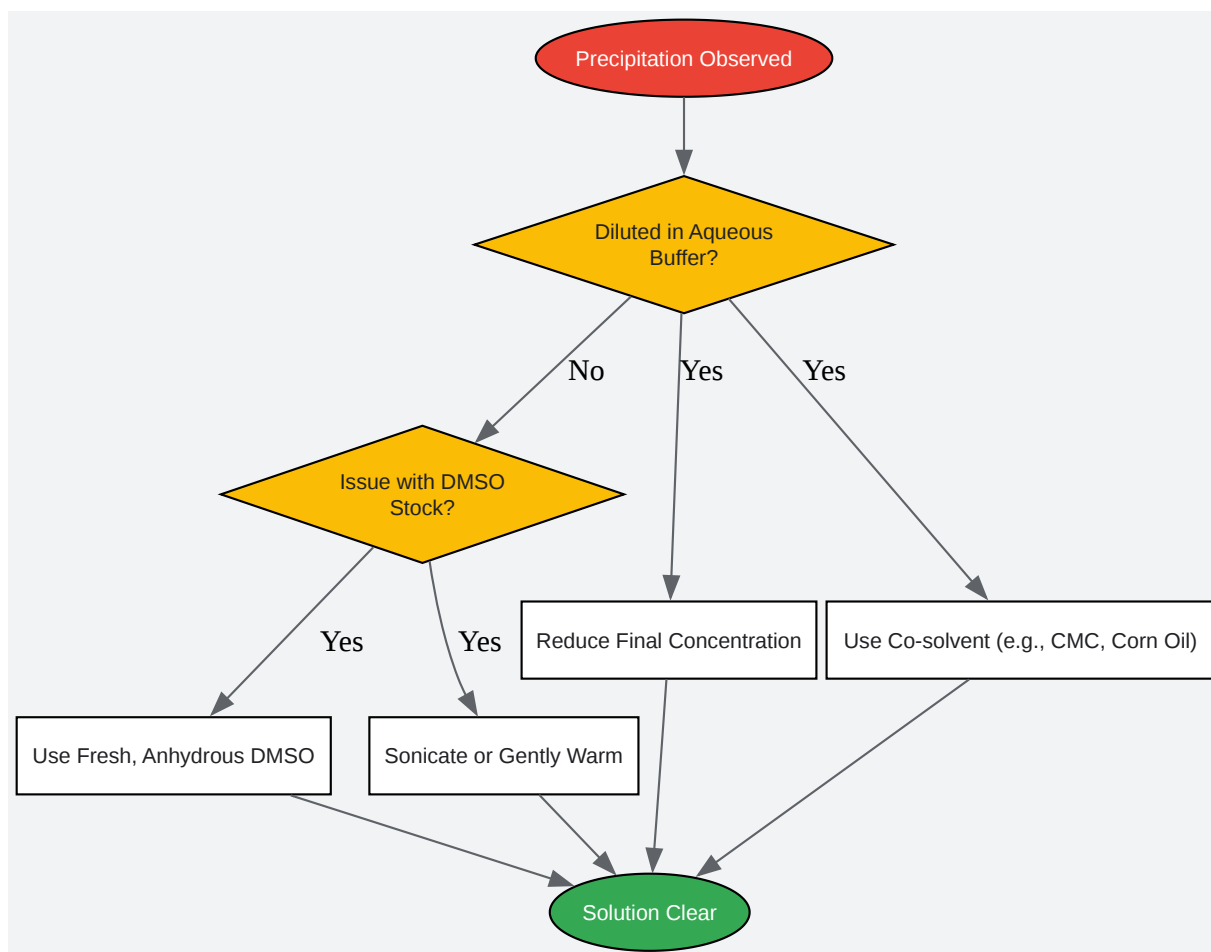 Precipitation Observed
Diluted in Aqueous
Buffer?
No
Yes
Yes
Issue with DMSO
Stock?
Yes
Yes
Reduce Final Concentration
Use Co-solvent (e.g., CMC, Corn Oil)
Use Fresh, Anhydrous DMSO
Sonicate or Gently Warm
Solution Clear